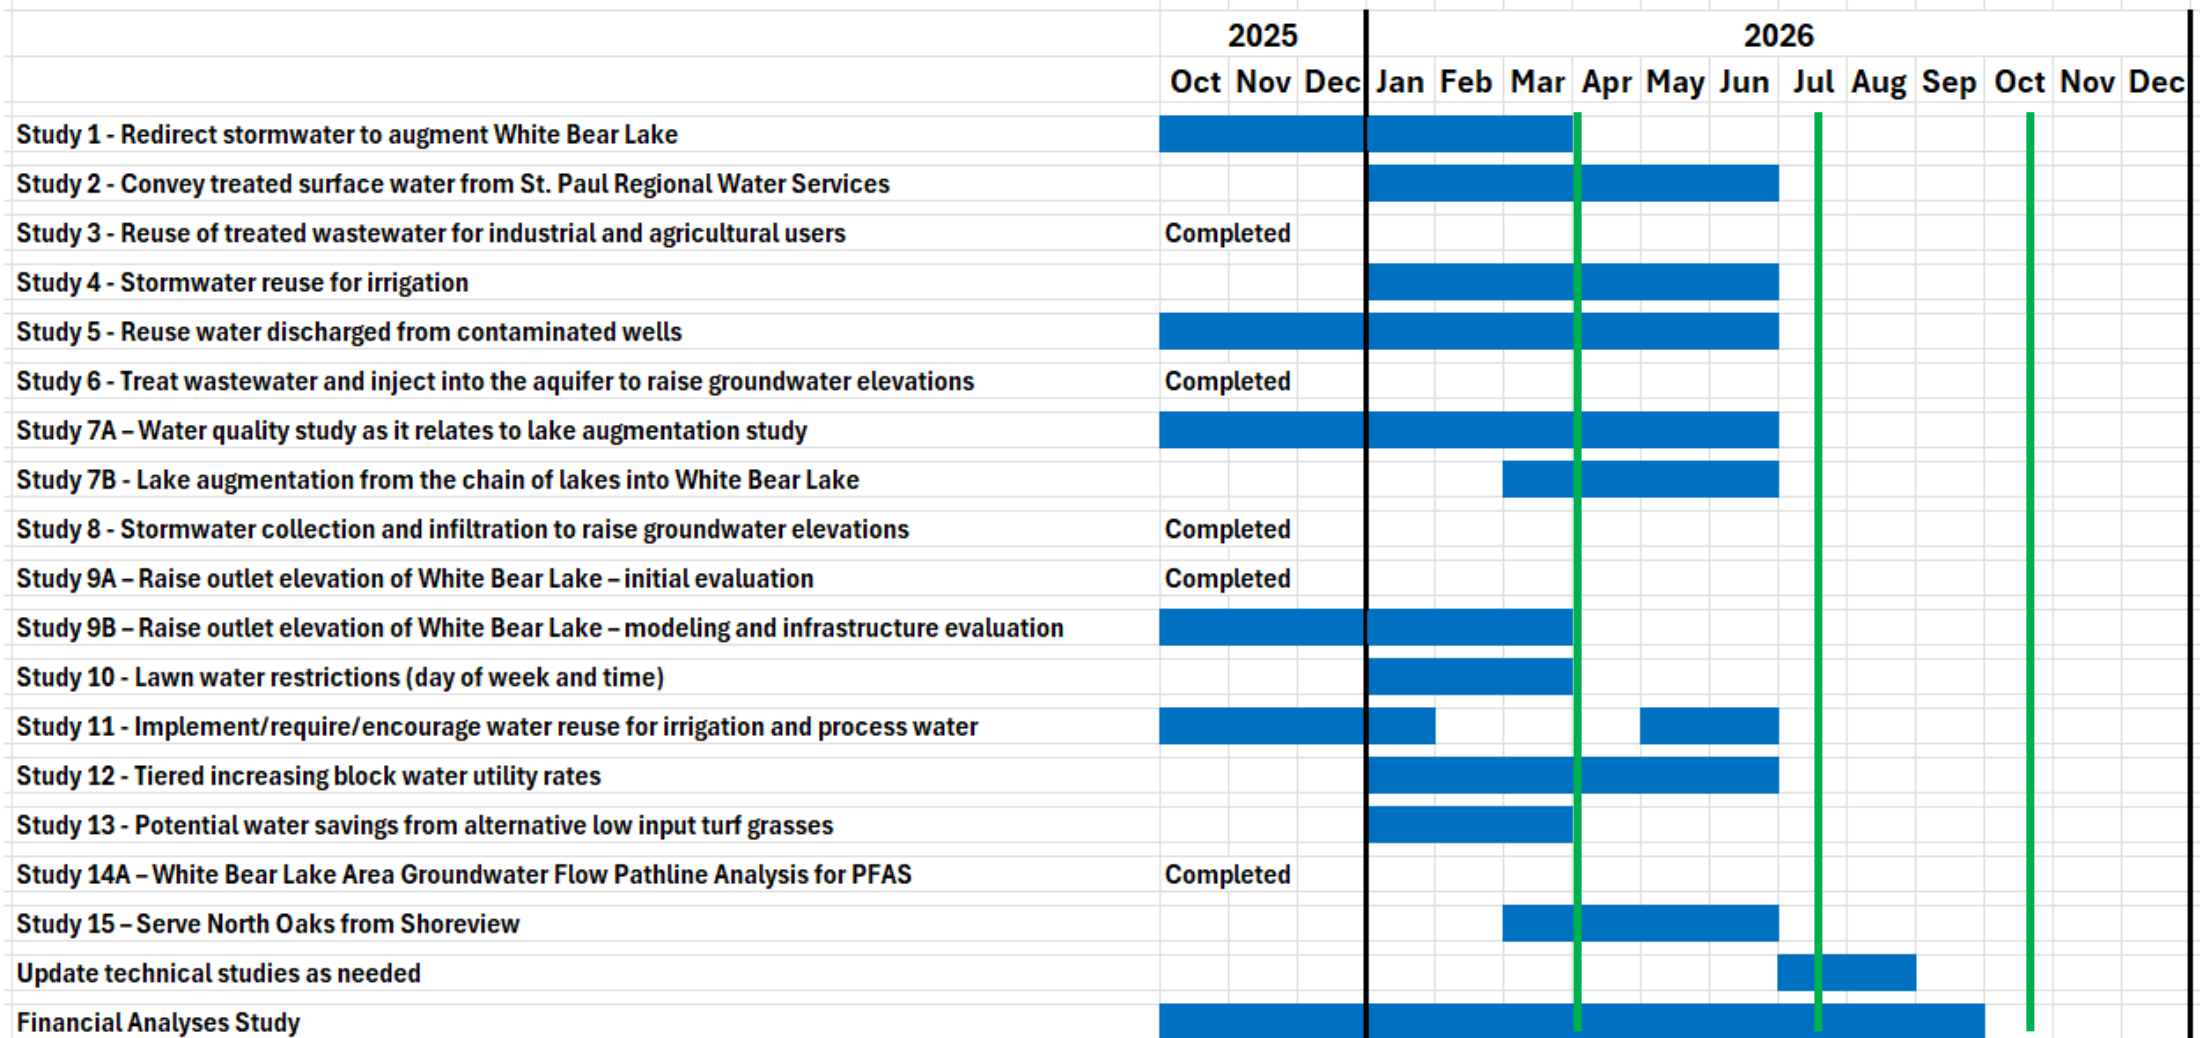 2025 2026
Oct Nov Dec Jan Feb Mar Apr May Jun Jul Aug Sep Oct Nov Dec
Study 1 - Redirect stormwater to augment White Bear Lake
Study 2 - Convey treated surface water from St. Paul Regional Water Services
Study 3 - Reuse of treated wastewater for industrial and agricultural users Completed
Study 4 - Stormwater reuse for irrigation
Study 5 - Reuse water discharged from contaminated wells
Study 6 - Treat wastewater and inject into the aquifer to raise groundwater elevations Completed
Study 7A – Water quality study as it relates to lake augmentation study
Study 7B - Lake augmentation from the chain of lakes into White Bear Lake
Study 8 - Stormwater collection and infiltration to raise groundwater elevations Completed
Study 9A – Raise outlet elevation of White Bear Lake – initial evaluation Completed
Study 9B – Raise outlet elevation of White Bear Lake – modeling and infrastructure evaluation
Study 10 - Lawn water restrictions (day of week and time)
Study 11 - Implement/require/encourage water reuse for irrigation and process water
Study 12 - Tiered increasing block water utility rates
Study 13 - Potential water savings from alternative low input turf grasses
Study 14A – White Bear Lake Area Groundwater Flow Pathline Analysis for PFAS Completed
Study 15 – Serve North Oaks from Shoreview
Update technical studies as needed
Financial Analyses Study